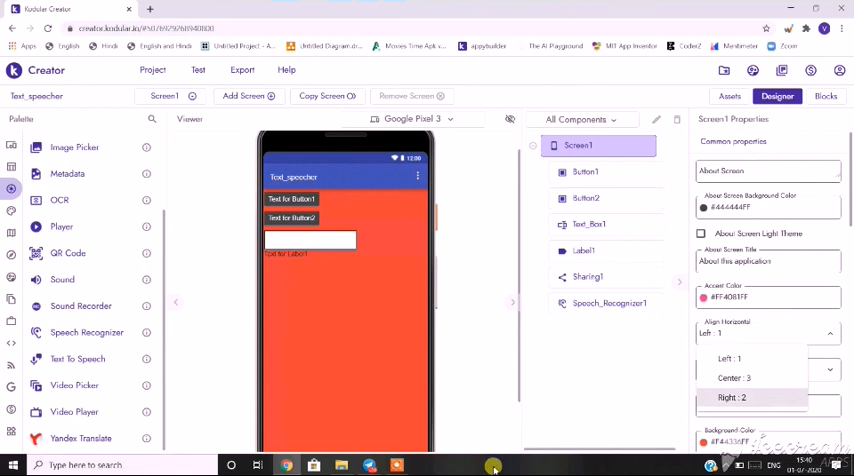 Kodular Creator
creator.kodular.io/5076929268940800
Apps English Hindi English and Hindi Untitled Project - A... Untitled Diagram.dr... Movies Time Apk v... appybuilder The AI Playground MIT App Inventor CoderZ Mentimeter Zoom
Creator Project Test Export Help
Text_speecher Screen1 Add Screen Copy Screen Remove Screen Assets Designer Blocks
Palette
Image Picker
Metadata
OCR
Player
QR Code
Sound
Sound Recorder
Speech Recognizer
Text To Speech
Video Picker
Video Player
Yandex Translate
Viewer
Google Pixel 3
12:00
Text_speecher
Text for Button1
Text for Button2
Text for Label1
All Components
Screen1
Button1
Button2
Text_Box1
Label1
Sharing1
Speech_Recognizer1
Screen1 Properties
Common properties
About Screen
About Screen Background Color
#444444FF
About Screen Light Theme
About Screen Title
About this application
Accent Color
#FF4081FF
Align Horizontal
Left : 1
Left : 1
Center : 3
Right : 2
Background Color
#F44336FF
Type here to search
ENG
15:40
01-07-2020